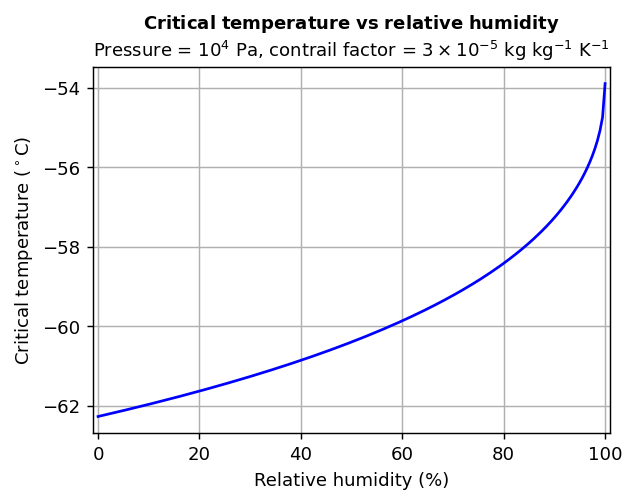 Critical temperature vs relative humidity
Pressure = 10⁴ Pa, contrail factor = 3 × 10⁻⁵ kg kg⁻¹ K⁻¹
Critical temperature (°C)
−54
−56
−58
−60
−62
0 20 40 60 80 100
Relative humidity (%)